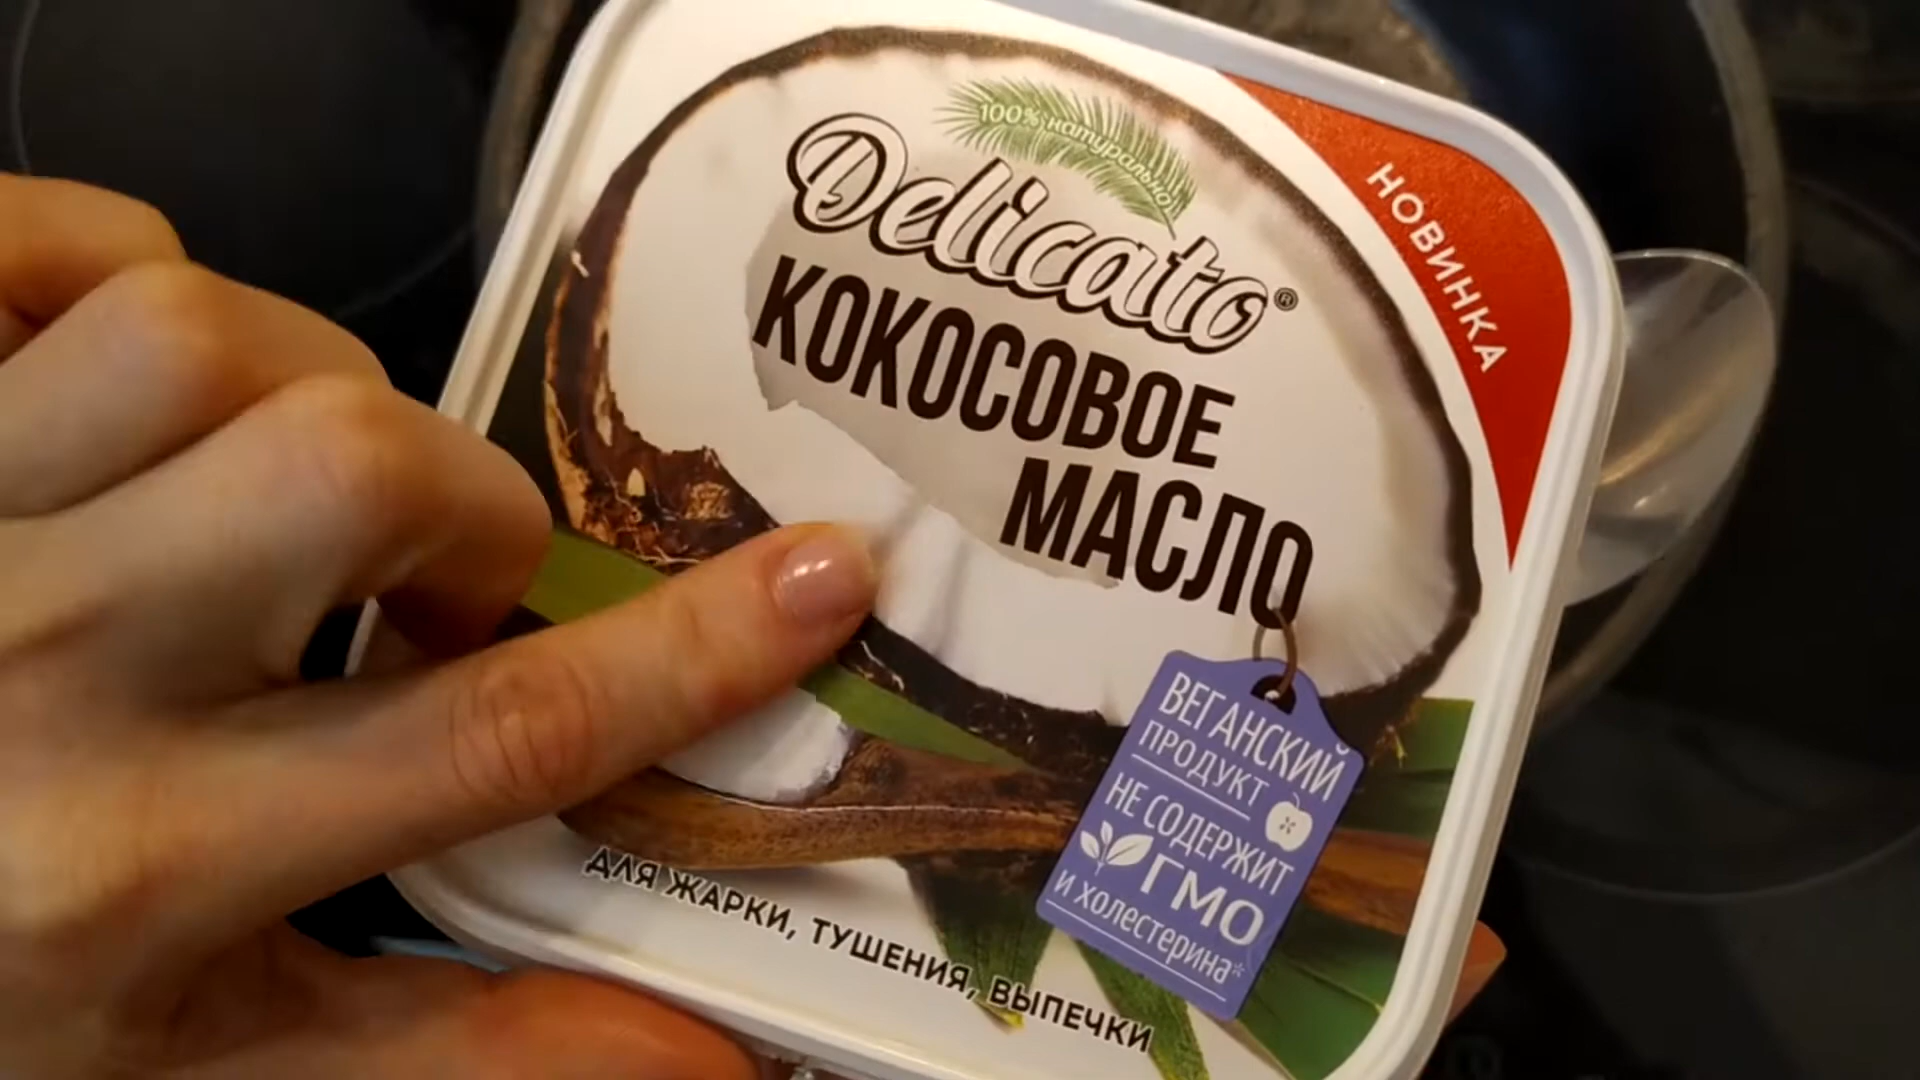 100% натурально!
Delicato®
КОКОСОВОЕ
МАСЛО
НОВИНКА
ВЕГАНСКИЙ
ПРОДУКТ
НЕ СОДЕРЖИТ
ГМО
И ХОЛЕСТЕРИНА*
ДЛЯ ЖАРКИ, ТУШЕНИЯ, ВЫПЕЧКИ